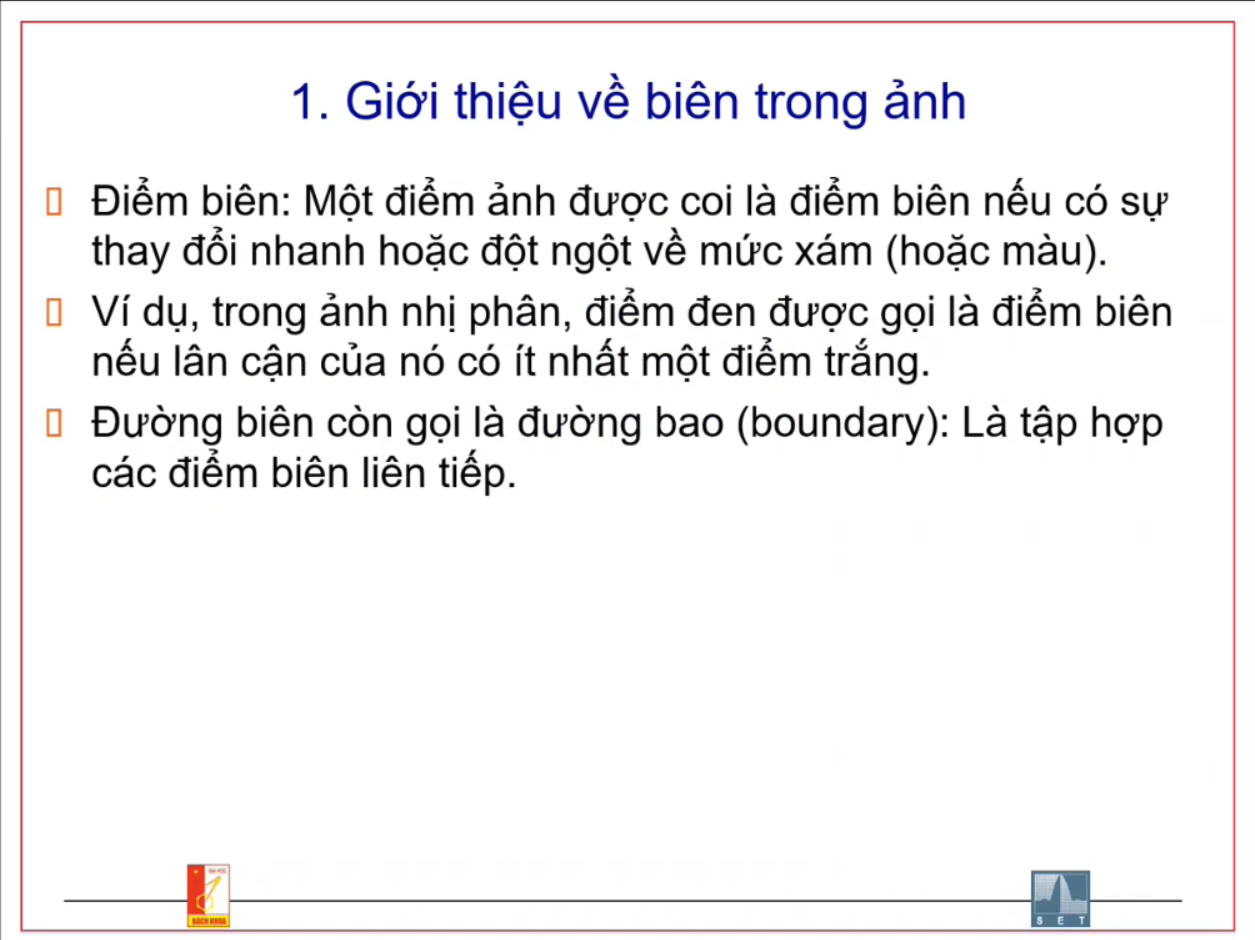 1. Giới thiệu về biên trong ảnh
Điểm biên: Một điểm ảnh được coi là điểm biên nếu có sự
thay đổi nhanh hoặc đột ngột về mức xám (hoặc màu).
Ví dụ, trong ảnh nhị phân, điểm đen được gọi là điểm biên
nếu lân cận của nó có ít nhất một điểm trắng.
Đường biên còn gọi là đường bao (boundary): Là tập hợp
các điểm biên liên tiếp.
ĐẠI HỌC
BÁCH KHOA
S E T